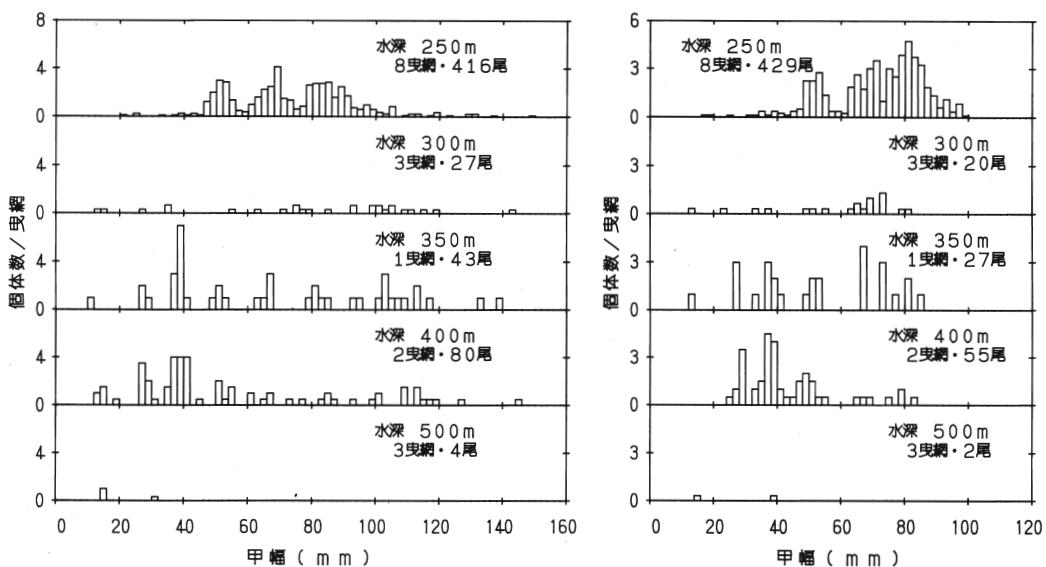 8
水深 250m
8曳網・416尾
4
0
水深 300m
3曳網・27尾
4
0
水深 350m
1曳網・43尾
4
0
水深 400m
2曳網・80尾
4
0
水深 500m
3曳網・4尾
4
0
0 20 40 60 80 100 120 140 160
甲幅(mm)
個体数/曳網
6
水深 250m
8曳網・429尾
3
0
水深 300m
3曳網・20尾
3
0
水深 350m
1曳網・27尾
3
0
水深 400m
2曳網・55尾
3
0
水深 500m
3曳網・2尾
3
0
0 20 40 60 80 100 120
甲幅(mm)
個体数/曳網